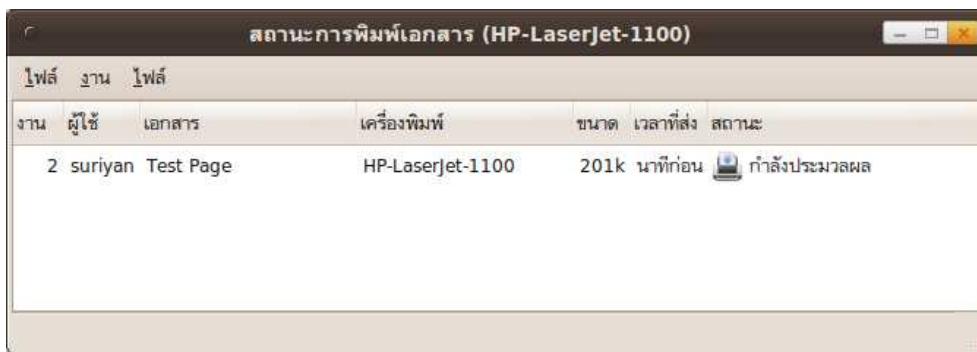 สถานะการพิมพ์เอกสาร (HP-LaserJet-1100)
ไฟล์ งาน ไฟล์
งาน ผู้ใช้ เอกสาร เครื่องพิมพ์ ขนาด เวลาที่ส่ง สถานะ
2 suriyan Test Page HP-LaserJet-1100 201k นาทีก่อน กำลังประมวลผล